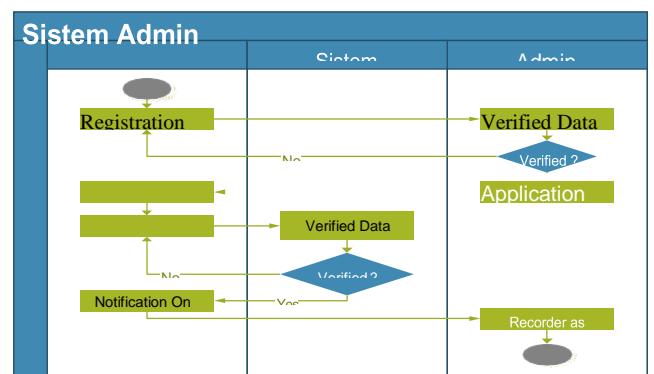 Sistem Admin
Sistem
Admin
Registration
Verified Data
No
Verified ?
Application
Verified Data
No
Verified ?
Notification On
Yes
Recorder as